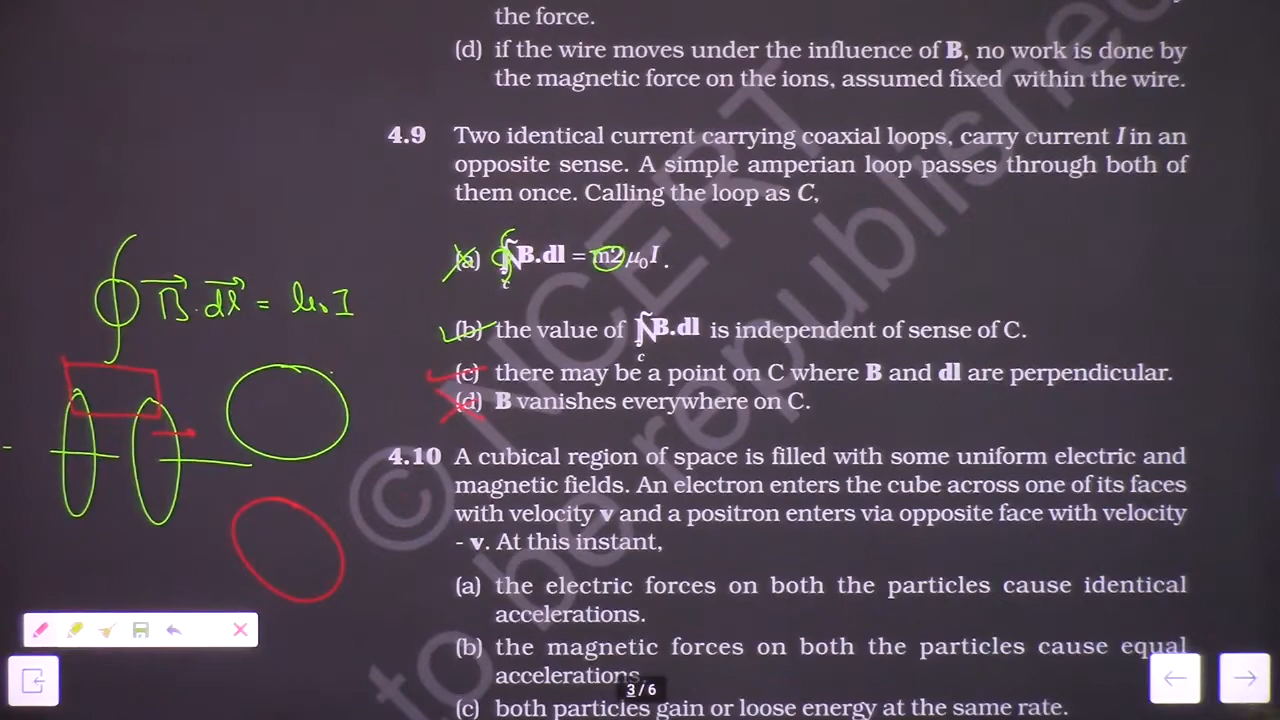 the force.
(d) if the wire moves under the influence of B, no work is done by
the magnetic force on the ions, assumed fixed within the wire.
4.9 Two identical current carrying coaxial loops, carry current I in an
opposite sense. A simple amperian loop passes through both of
them once. Calling the loop as C,
(a) ∮ B.dl = m2μ₀I.
c
(b) the value of ∮ B.dl is independent of sense of C.
c
(c) there may be a point on C where B and dl are perpendicular.
(d) B vanishes everywhere on C.
∮ B⃗.dl⃗ = μ₀I
4.10 A cubical region of space is filled with some uniform electric and
magnetic fields. An electron enters the cube across one of its faces
with velocity v and a positron enters via opposite face with velocity
- v. At this instant,
(a) the electric forces on both the particles cause identical
accelerations.
(b) the magnetic forces on both the particles cause equal
accelerations.
(c) both particles gain or loose energy at the same rate.
© NCERT
to be republished
3 / 6